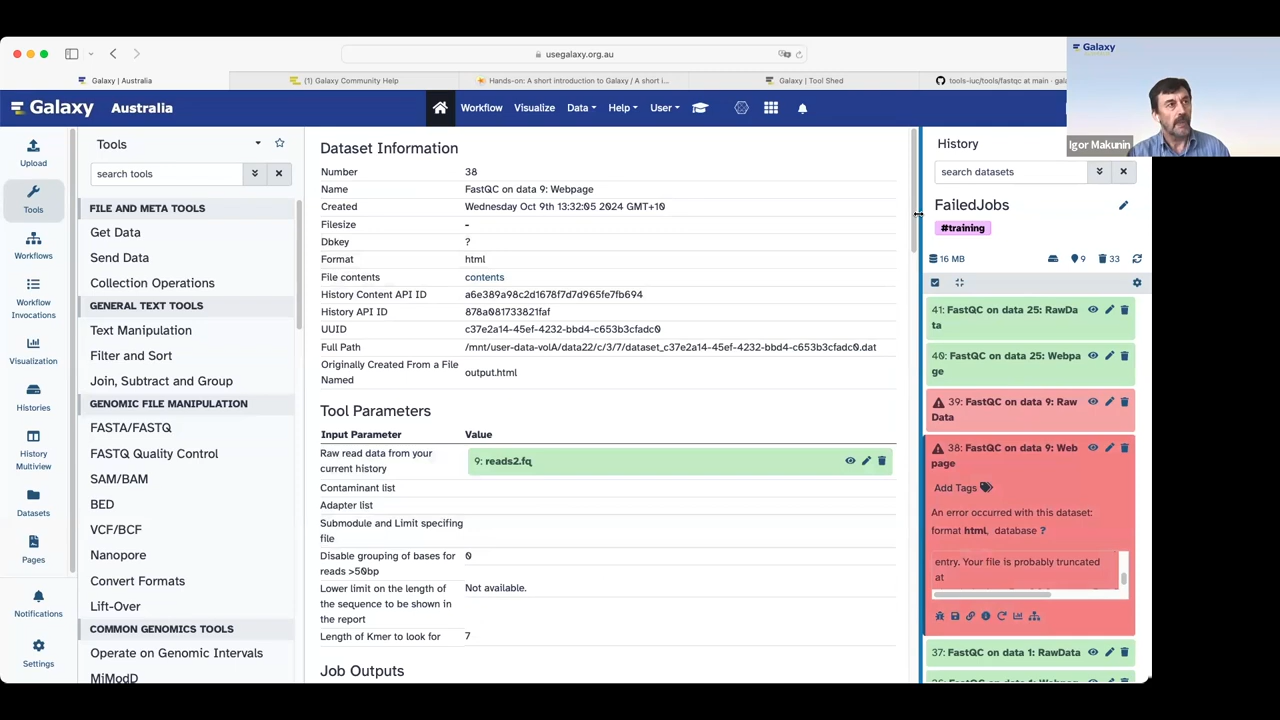 usegalaxy.org.au
Galaxy | Australia
(1) Galaxy Community Help
Hands-on: A short introduction to Galaxy / A short i...
Galaxy | Tool Shed
tools-iuc/tools/fastqc at main · gal
Galaxy
Igor Makunin
Galaxy Australia
Workflow
Visualize
Data
Help
User
Upload
Tools
Workflows
Workflow
Invocations
Visualization
Histories
History
Multiview
Datasets
Pages
Notifications
Settings
Tools
search tools
FILE AND META TOOLS
Get Data
Send Data
Collection Operations
GENERAL TEXT TOOLS
Text Manipulation
Filter and Sort
Join, Subtract and Group
GENOMIC FILE MANIPULATION
FASTA/FASTQ
FASTQ Quality Control
SAM/BAM
BED
VCF/BCF
Nanopore
Convert Formats
Lift-Over
COMMON GENOMICS TOOLS
Operate on Genomic Intervals
MiModD
Dataset Information
Number 38
Name FastQC on data 9: Webpage
Created Wednesday Oct 9th 13:32:05 2024 GMT+10
Filesize -
Dbkey ?
Format html
File contents contents
History Content API ID a6e389a98c2d1678f7d7d965fe7fb694
History API ID 878a081733821faf
UUID c37e2a14-45ef-4232-bbd4-c653b3cfadc0
Full Path /mnt/user-data-volA/data22/c/3/7/dataset_c37e2a14-45ef-4232-bbd4-c653b3cfadc0.dat
Originally Created From a File
Named output.html
Tool Parameters
Input Parameter Value
Raw read data from your
current history 9: reads2.fq
Contaminant list
Adapter list
Submodule and Limit specifing
file
Disable grouping of bases for 0
reads >50bp
Lower limit on the length of Not available.
the sequence to be shown in
the report
Length of Kmer to look for 7
Job Outputs
History
search datasets
FailedJobs
#training
16 MB 9 33
41: FastQC on data 25: RawDa
ta
40: FastQC on data 25: Webpa
ge
39: FastQC on data 9: Raw
Data
38: FastQC on data 9: Web
page
Add Tags
An error occurred with this dataset:
format html, database ?
entry. Your file is probably truncated
at
37: FastQC on data 1: RawData